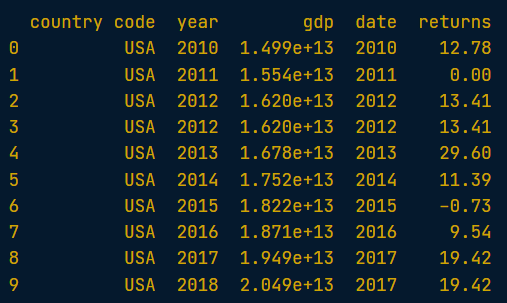 country code year gdp date returns
0 USA 2010 1.499e+13 2010 12.78
1 USA 2011 1.554e+13 2011 0.00
2 USA 2012 1.620e+13 2012 13.41
3 USA 2012 1.620e+13 2012 13.41
4 USA 2013 1.678e+13 2013 29.60
5 USA 2014 1.752e+13 2014 11.39
6 USA 2015 1.822e+13 2015 -0.73
7 USA 2016 1.871e+13 2016 9.54
8 USA 2017 1.949e+13 2017 19.42
9 USA 2018 2.049e+13 2017 19.42